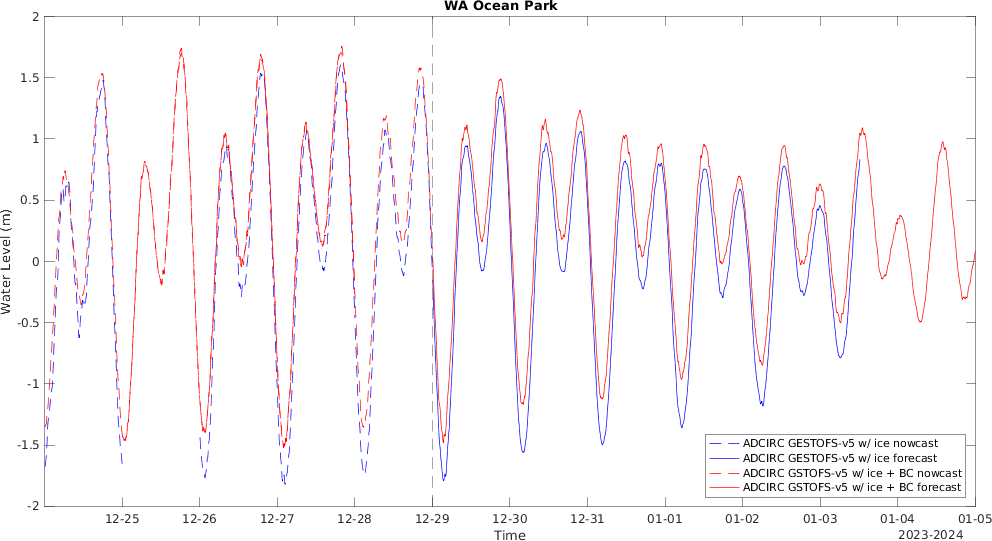 WA Ocean Park
2
1.5
1
0.5
0
-0.5
-1
-1.5
-2
Water Level (m)
12-25 12-26 12-27 12-28 12-29 12-30 12-31 01-01 01-02 01-03 01-04 01-05
Time
2023-2024
ADCIRC GESTOFS-v5 w/ ice nowcast
ADCIRC GESTOFS-v5 w/ ice forecast
ADCIRC GSTOFS-v5 w/ ice + BC nowcast
ADCIRC GSTOFS-v5 w/ ice + BC forecast